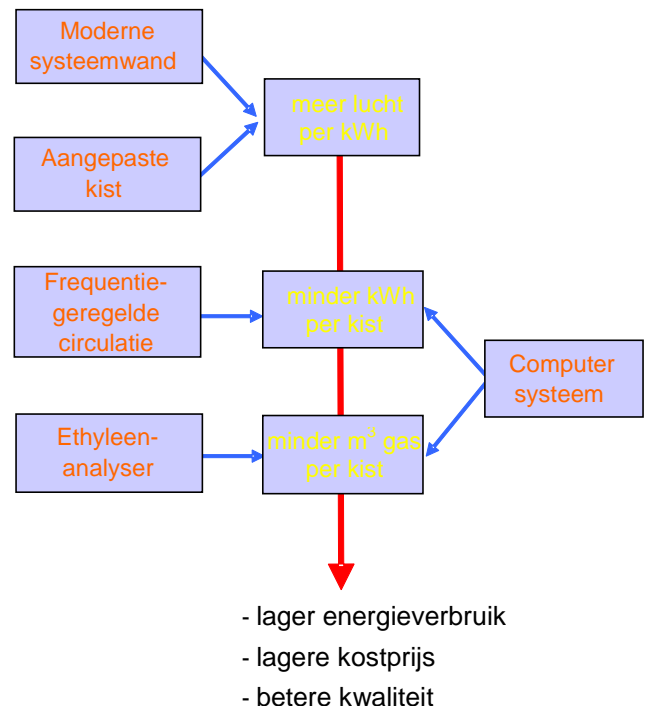 Moderne
systeemwand
meer lucht
per kWh
Aangepaste
kist
Frequentie-
geregelde
circulatie
minder kWh
per kist
Computer
systeem
Ethyleen-
analyser
minder m³ gas
per kist
- lager energieverbruik
- lagere kostprijs
- betere kwaliteit